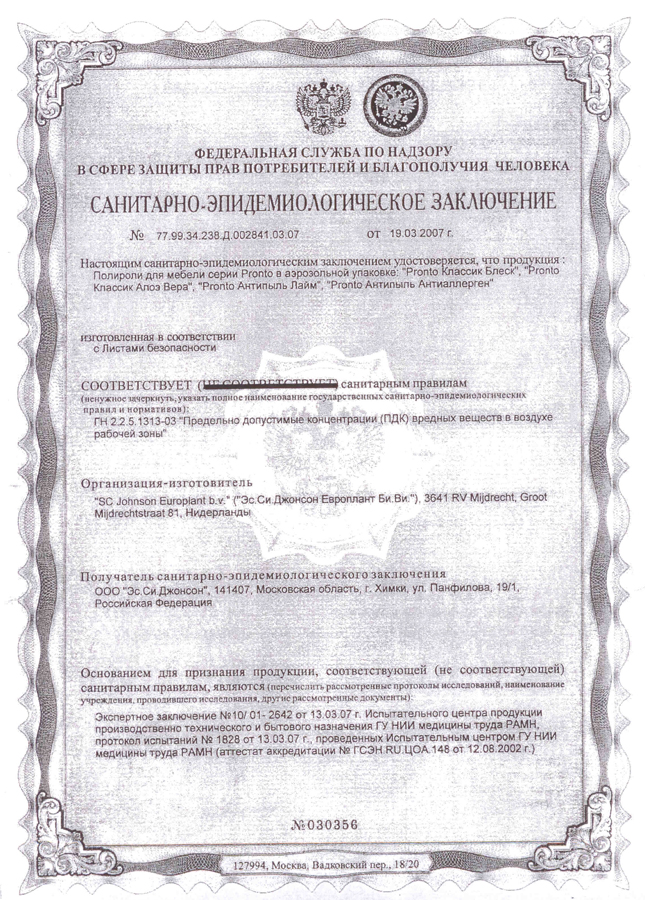 ФЕДЕРАЛЬНАЯ СЛУЖБА ПО НАДЗОРУ
В СФЕРЕ ЗАЩИТЫ ПРАВ ПОТРЕБИТЕЛЕЙ И БЛАГОПОЛУЧИЯ ЧЕЛОВЕКА
САНИТАРНО-ЭПИДЕМИОЛОГИЧЕСКОЕ ЗАКЛЮЧЕНИЕ
№ 77.99.34.238.Д.002841.03.07 от 19.03.2007 г.
Настоящим санитарно-эпидемиологическим заключением удостоверяется, что продукция :
Полироли для мебели серии Pronto в аэрозольной упаковке: "Pronto Классик Блеск", "Pronto
Классик Алоэ Вера", "Pronto Антипыль Лайм", "Pronto Антипыль Антиаллерген"
изготовленная в соответствии
с Листами безопасности
СООТВЕТСТВУЕТ (НЕ СООТВЕТСТВУЕТ) санитарным правилам
(ненужное зачеркнуть, указать полное наименование государственных санитарно-эпидемиологических
правил и нормативов):
ГН 2.2.5.1313-03 "Предельно допустимые концентрации (ПДК) вредных веществ в воздухе
рабочей зоны"
Организация-изготовитель
"SC Johnson Europlant b.v." ("Эс.Си.Джонсон Европлант Би.Ви."), 3641 RV Mijdrecht, Groot
Mijdrechtstraat 81, Нидерланды
Получатель санитарно-эпидемиологического заключения
ООО "Эс.Си.Джонсон", 141407, Московская область, г. Химки, ул. Панфилова, 19/1,
Российская Федерация
Основанием для признания продукции, соответствующей (не соответствующей)
санитарным правилам, являются (перечислить рассмотренные протоколы исследований, наименование
учреждения, проводившего исследования, другие рассмотренные документы):
Экспертное заключение №10/ 01- 2642 от 13.03.07 г. Испытательного центра продукции
производственно технического и бытового назначения ГУ НИИ медицины труда РАМН,
протокол испытаний № 1828 от 13.03.07 г., проведенных Испытательным центром ГУ НИИ
медицины труда РАМН (аттестат аккредитации № ГСЭН.RU.ЦОА.148 от 12.08.2002 г.)
№030356
127994, Москва, Вадковский пер., 18/20